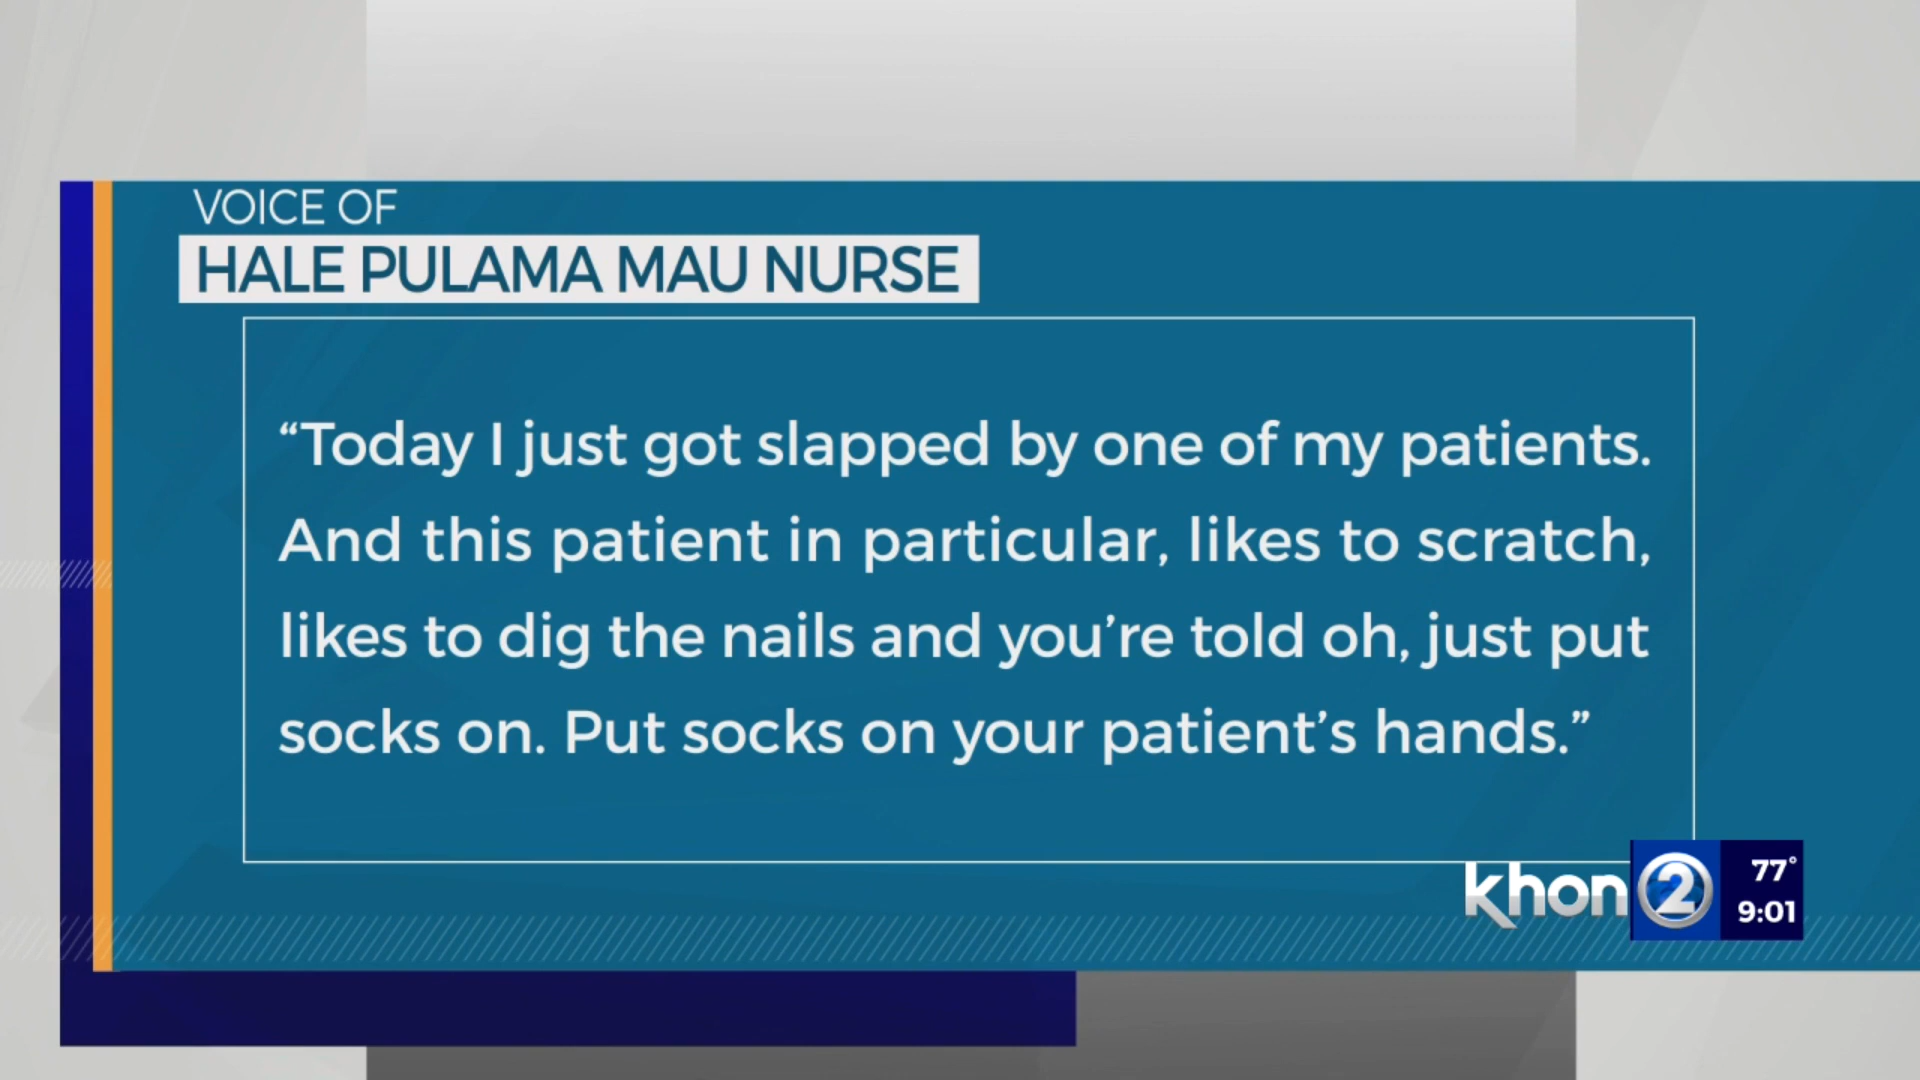 VOICE OF
HALE PULAMA MAU NURSE
“Today I just got slapped by one of my patients.
And this patient in particular, likes to scratch,
likes to dig the nails and you’re told oh, just put
socks on. Put socks on your patient’s hands.”
khon 2 77°
9:01